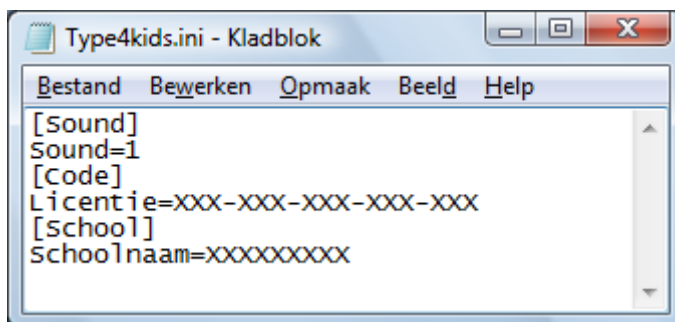 Type4kids.ini - Kladblok
Bestand Bewerken Opmaak Beeld Help
[Sound]
Sound=1
[Code]
Licentie=XXX-XXX-XXX-XXX-XXX
[School]
Schoolnaam=XXXXXXXXX